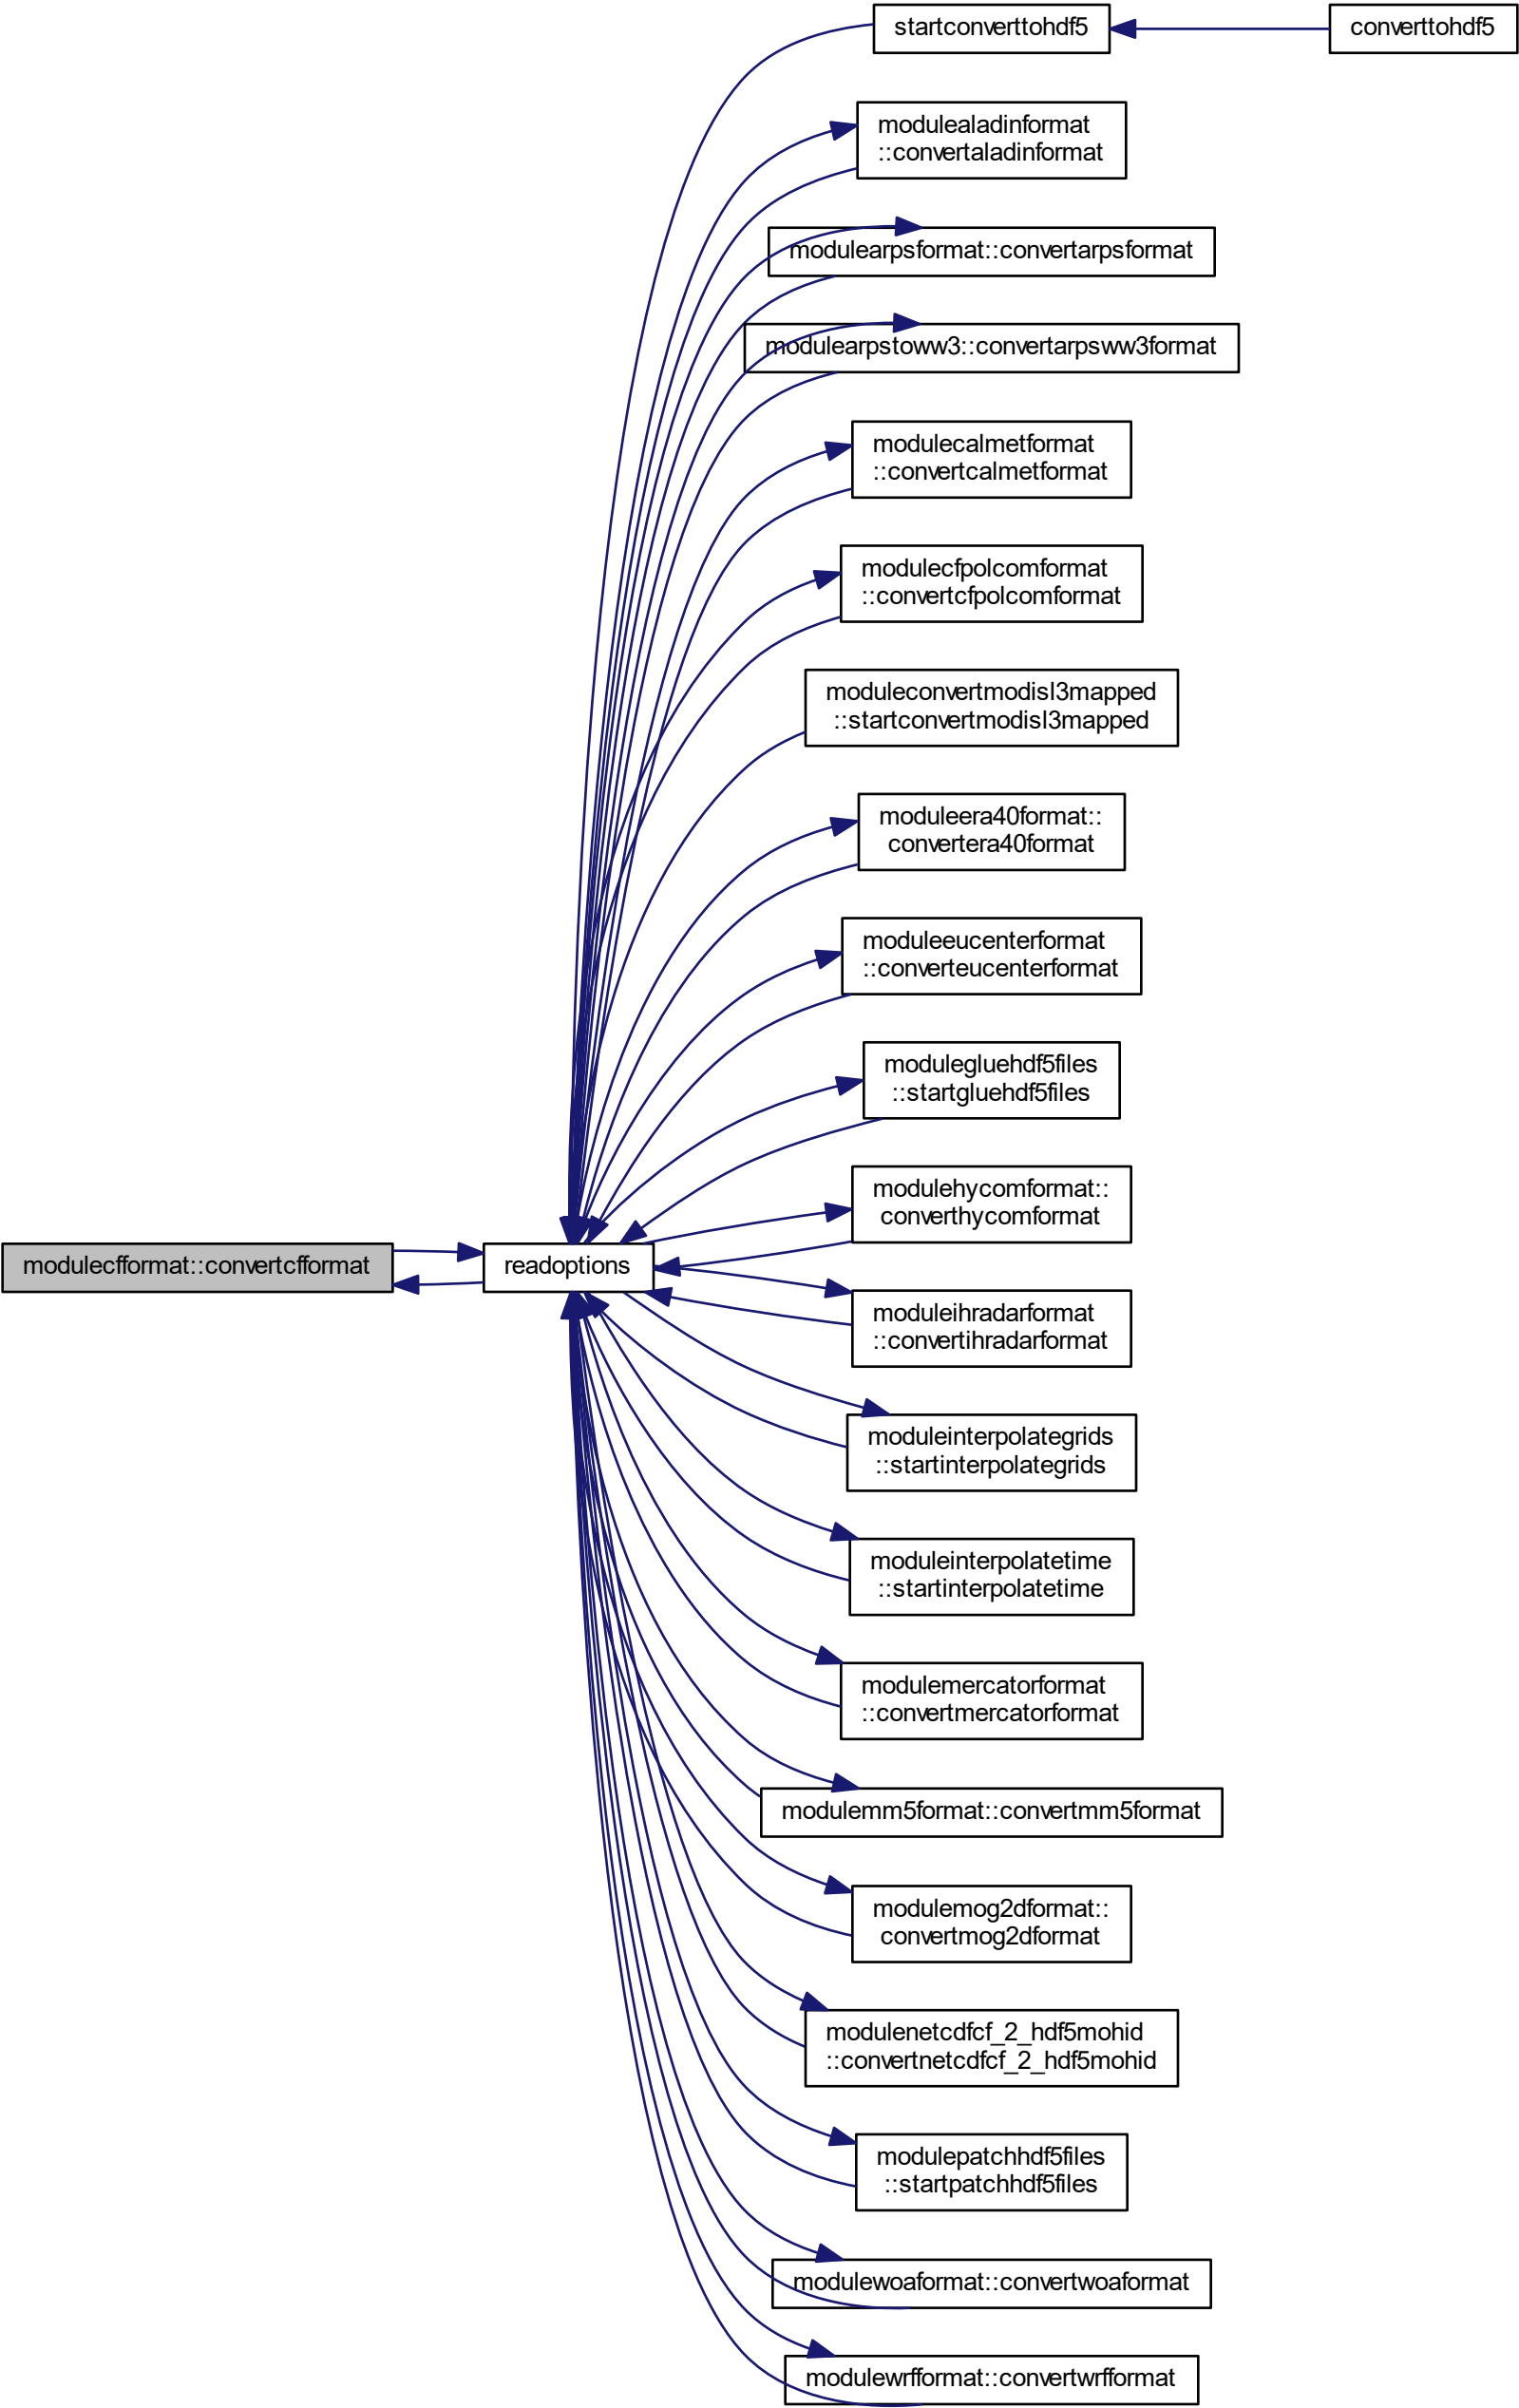 startconverttohdf5
converttohdf5
modulealadinformat
::convertaladinformat
modulearpsformat::convertarpsformat
modulearpstoww3::convertarpsww3format
modulecalmetformat
::convertcalmetformat
modulecfpolcomformat
::convertcfpolcomformat
moduleconvertmodisl3mapped
::startconvertmodisl3mapped
moduleera40format::
convertera40format
moduleeucenterformat
::converteucenterformat
modulegluehdf5files
::startgluehdf5files
modulehycomformat::
converthycomformat
modulecfformat::convertcfformat
readoptions
moduleihradarformat
::convertihradarformat
moduleinterpolategrids
::startinterpolategrids
moduleinterpolatetime
::startinterpolatetime
modulemercatorformat
::convertmercatorformat
modulemm5format::convertmm5format
modulemog2dformat::
convertmog2dformat
modulenetcdfcf_2_hdf5mohid
::convertnetcdfcf_2_hdf5mohid
modulepatchhdf5files
::startpatchhdf5files
modulewoaformat::convertwoaformat
modulewrfformat::convertwrfformat